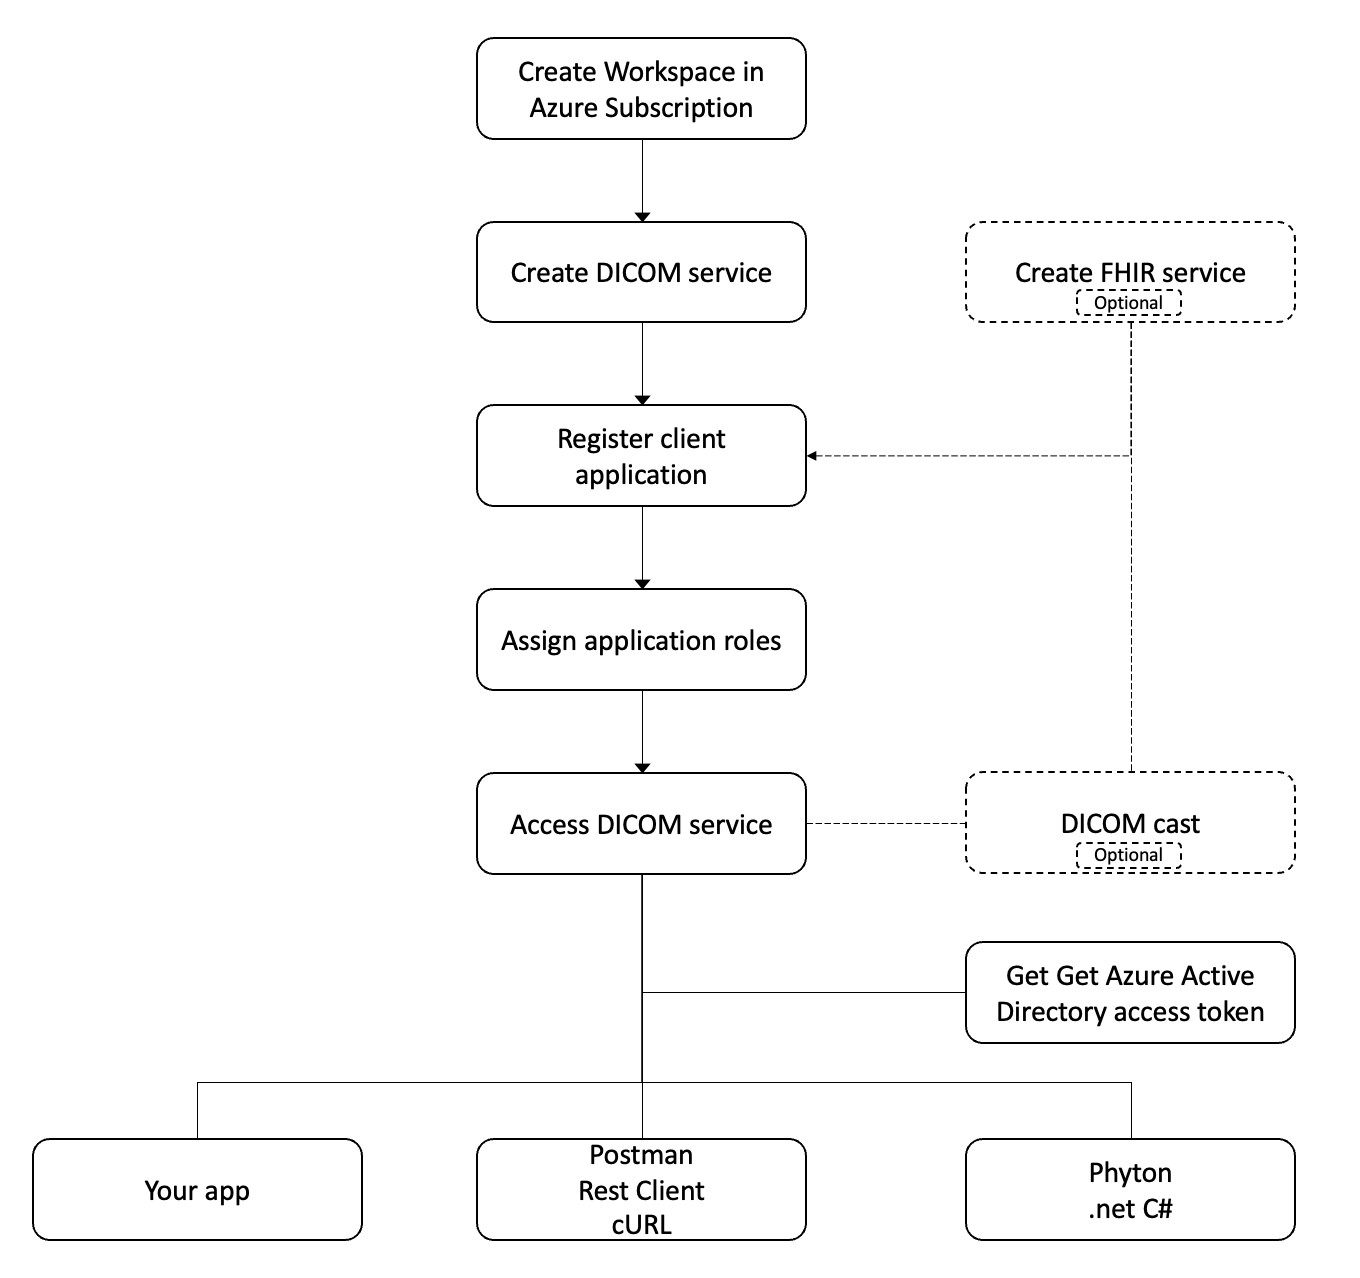 Create Workspace in
Azure Subscription
Create DICOM service
Create FHIR service
Optional
Register client
application
Assign application roles
Access DICOM service
DICOM cast
Optional
Get Get Azure Active
Directory access token
Your app
Postman
Rest Client
cURL
Phyton
.net C#